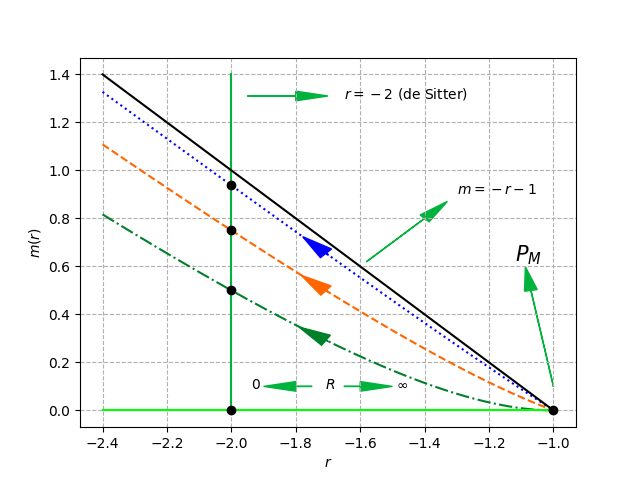 1.4
1.2
1.0
0.8
0.6
0.4
0.2
0.0
m(r)
r = −2 (de Sitter)
m = −r − 1
P_M
0
R
∞
−2.4 −2.2 −2.0 −1.8 −1.6 −1.4 −1.2 −1.0
r